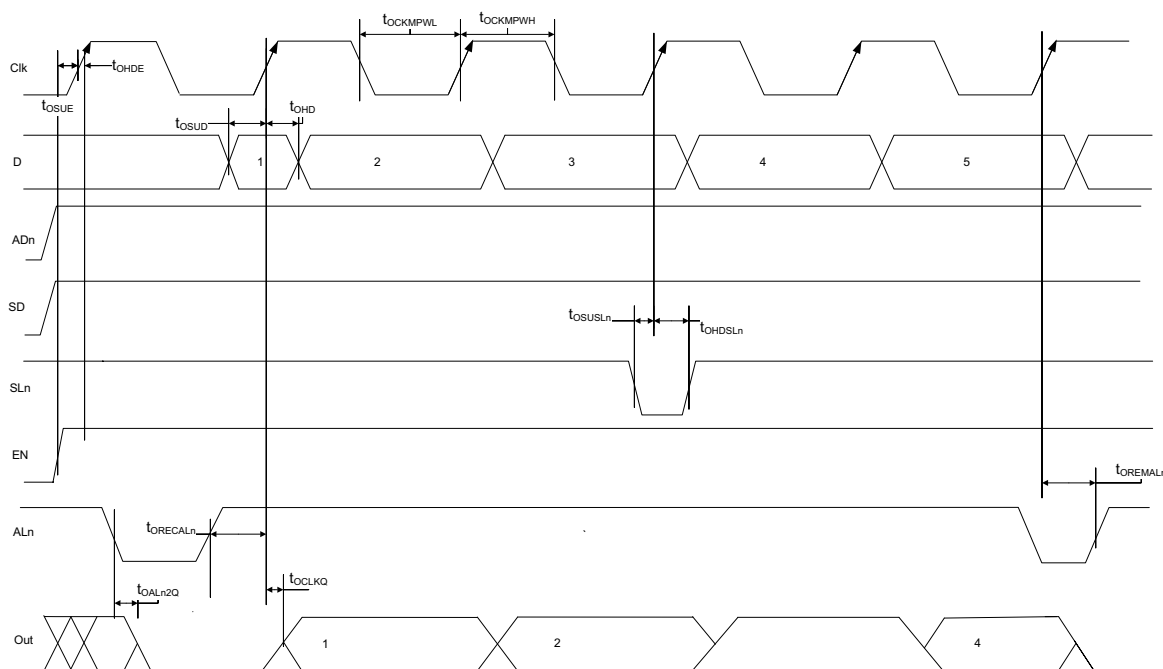 tOCKMPWL tOCKMPWH
Clk
tOHDE
tOSUE
tOSUD
tOHD
D
1 2 3 4 5
ADn
SD
tOSUSLn
tOHDSLn
SLn
EN
tOREMALn
ALn
tORECALn
tOALn2Q
tOCLKQ
Out
1 2 4